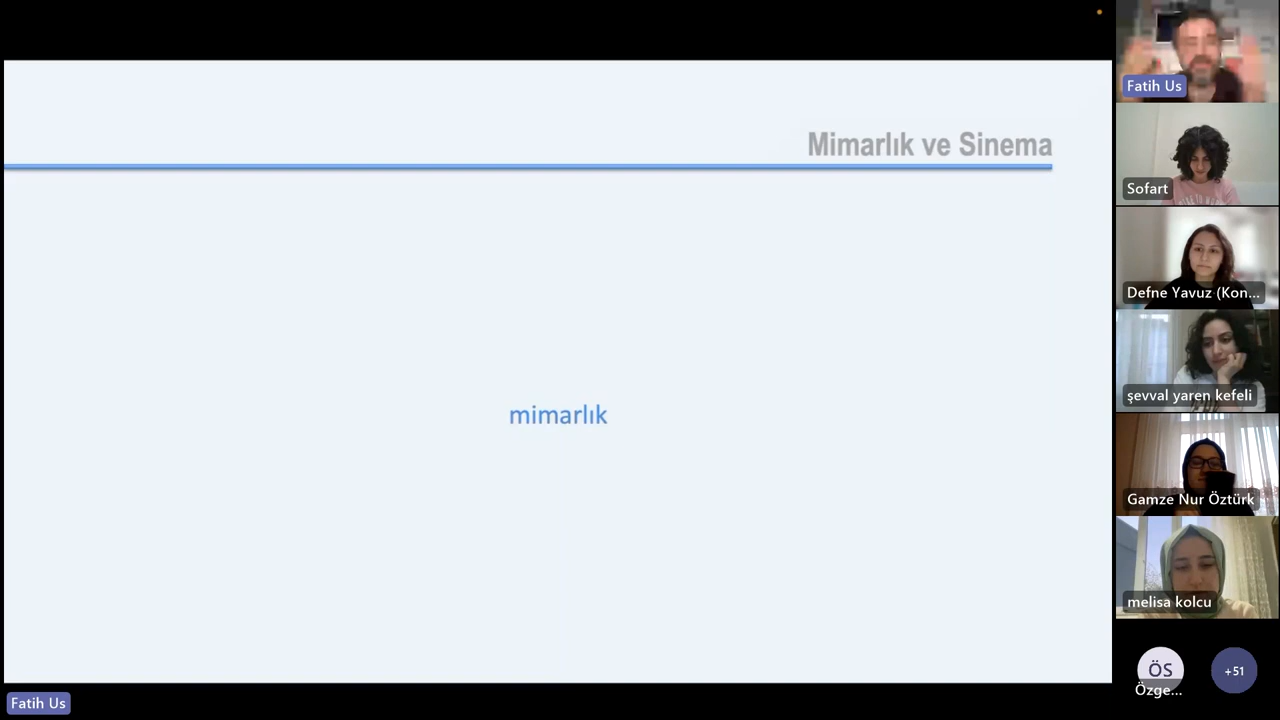 Mimarlık ve Sinema
mimarlık
Fatih Us
Fatih Us
Sofart
Defne Yavuz (Kon...
şevval yaren kefeli
Gamze Nur Öztürk
melisa kolcu
ÖS
Özge...
+51